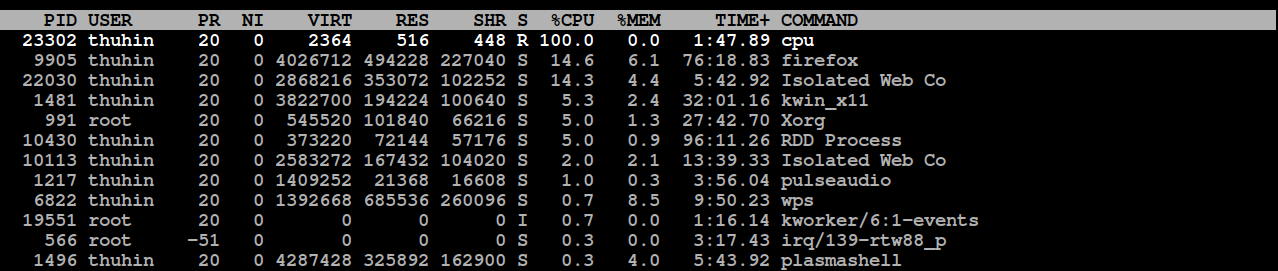 PID USER PR NI VIRT RES SHR S %CPU %MEM TIME+ COMMAND
23302 thuhin 20 0 2364 516 448 R 100.0 0.0 1:47.89 cpu
9905 thuhin 20 0 4026712 494228 227040 S 14.6 6.1 76:18.83 firefox
22030 thuhin 20 0 2868216 353072 102252 S 14.3 4.4 5:42.92 Isolated Web Co
1481 thuhin 20 0 3822700 194224 100640 S 5.3 2.4 32:01.16 kwin_x11
991 root 20 0 545520 101840 66216 S 5.0 1.3 27:42.70 Xorg
10430 thuhin 20 0 373220 72144 57176 S 5.0 0.9 96:11.26 RDD Process
10113 thuhin 20 0 2583272 167432 104020 S 2.0 2.1 13:39.33 Isolated Web Co
1217 thuhin 20 0 1409252 21368 16608 S 1.0 0.3 3:56.04 pulseaudio
6822 thuhin 20 0 1392668 685536 260096 S 0.7 8.5 9:50.23 wps
19551 root 20 0 0 0 0 I 0.7 0.0 1:16.14 kworker/6:1-events
566 root -51 0 0 0 0 S 0.3 0.0 3:17.43 irq/139-rtw88_p
1496 thuhin 20 0 4287428 325892 162900 S 0.3 4.0 5:43.92 plasmashell